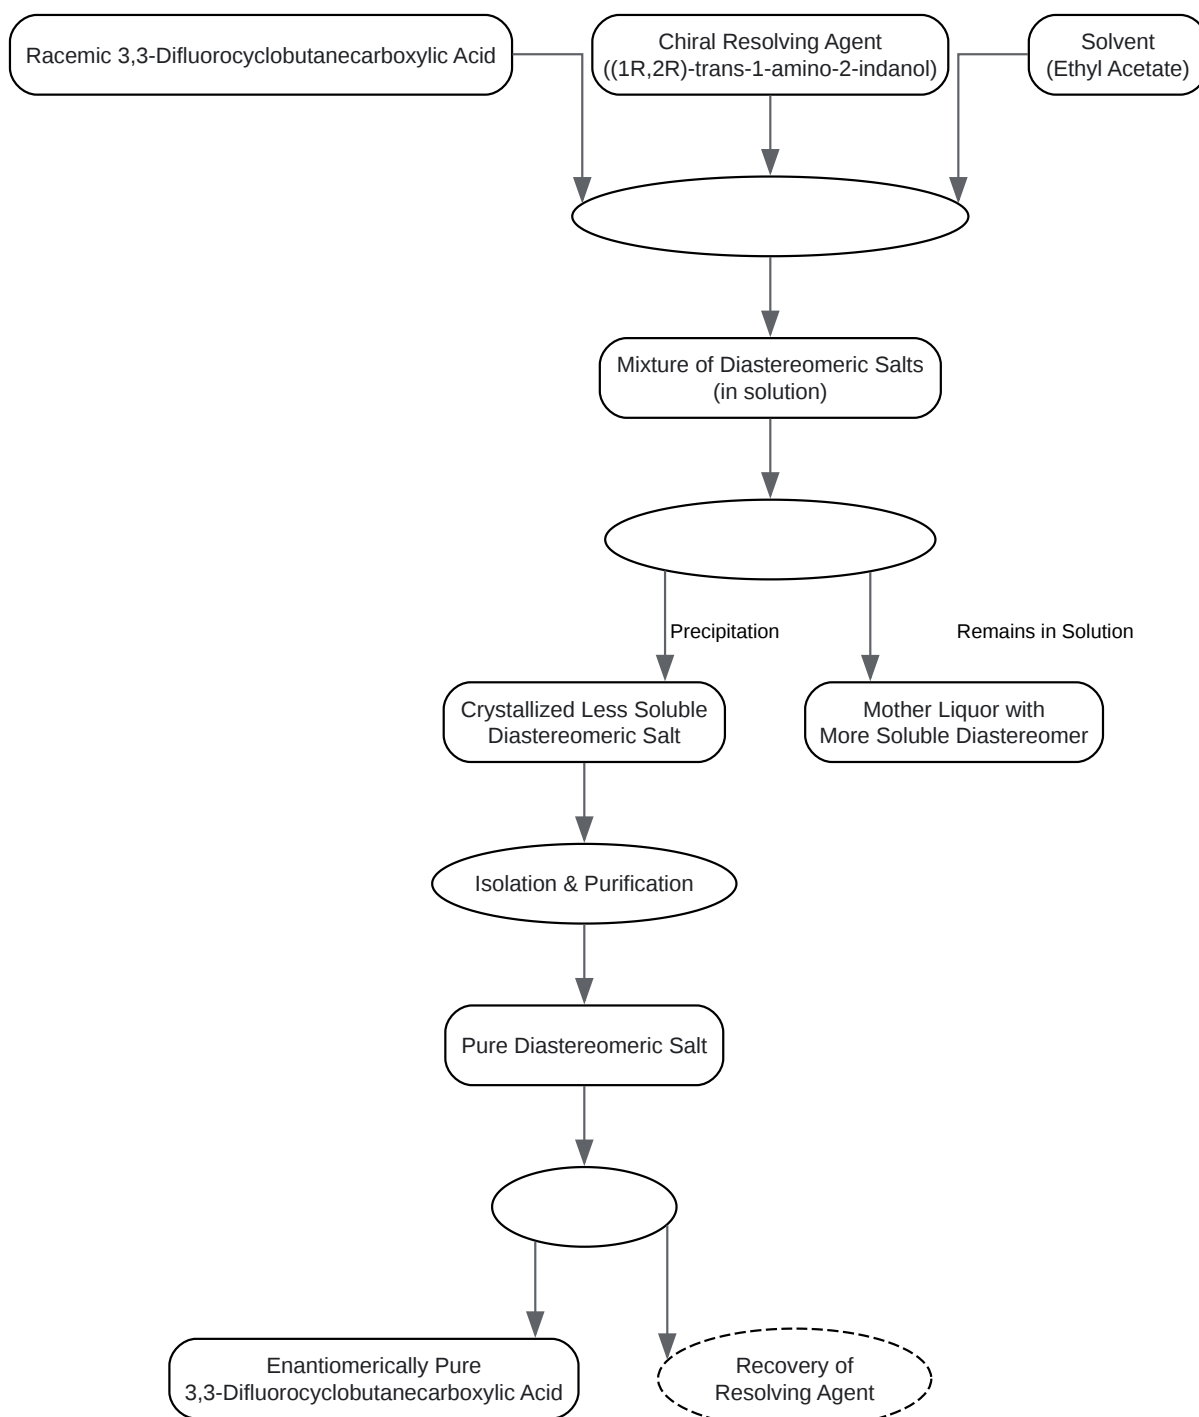 Racemic 3,3-Difluorocyclobutanecarboxylic Acid
Chiral Resolving Agent
((1R,2R)-trans-1-amino-2-indanol)
Solvent
(Ethyl Acetate)
Mixture of Diastereomeric Salts
(in solution)
Precipitation
Remains in Solution
Crystallized Less Soluble
Diastereomeric Salt
Mother Liquor with
More Soluble Diastereomer
Isolation & Purification
Pure Diastereomeric Salt
Enantiomerically Pure
3,3-Difluorocyclobutanecarboxylic Acid
Recovery of
Resolving Agent